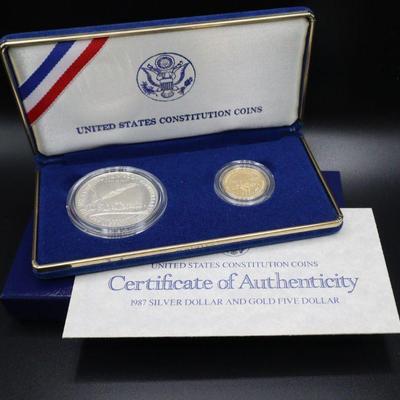 UNITED STATES CONSTITUTION COINS
UNITED STATES CONSTITUTION COINS
Certificate of Authenticity
1987 SILVER DOLLAR AND GOLD FIVE DOLLAR